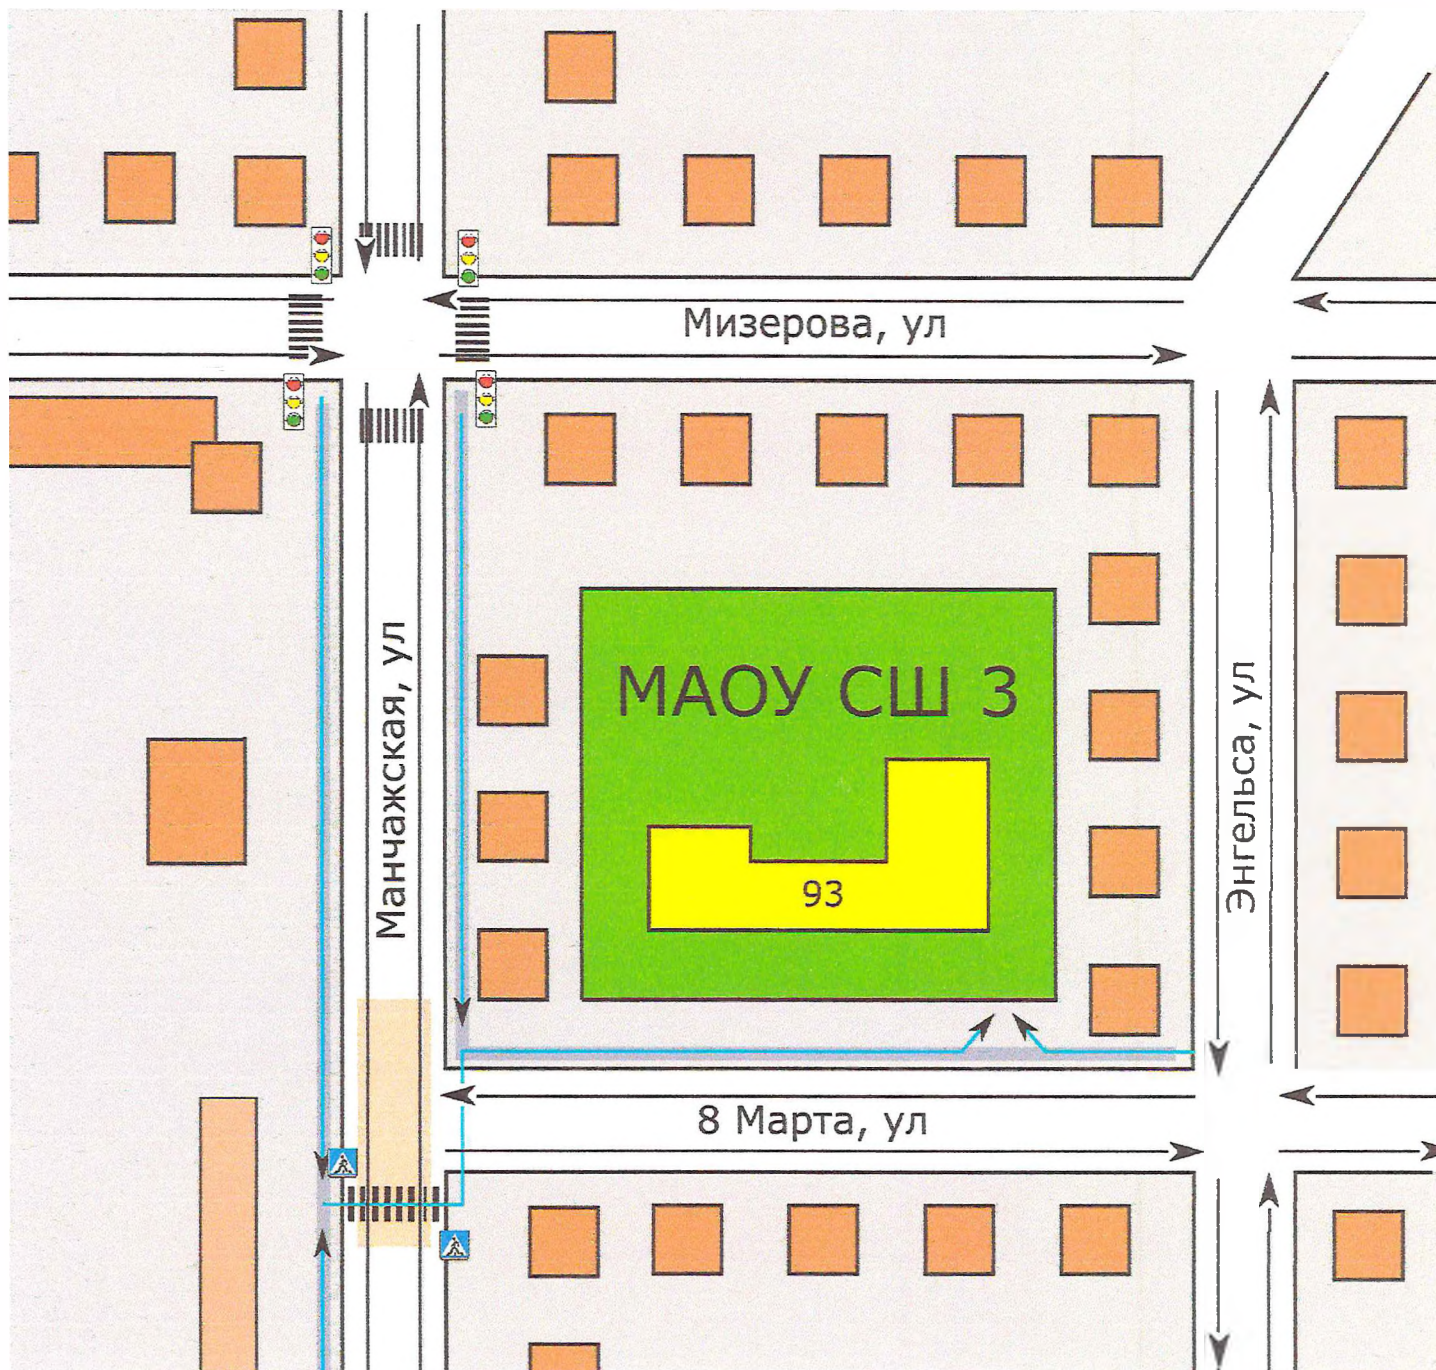 Мизерова, ул
Манчажская, ул
МАОУ СШ 3
93
Энгельса, ул
8 Марта, ул